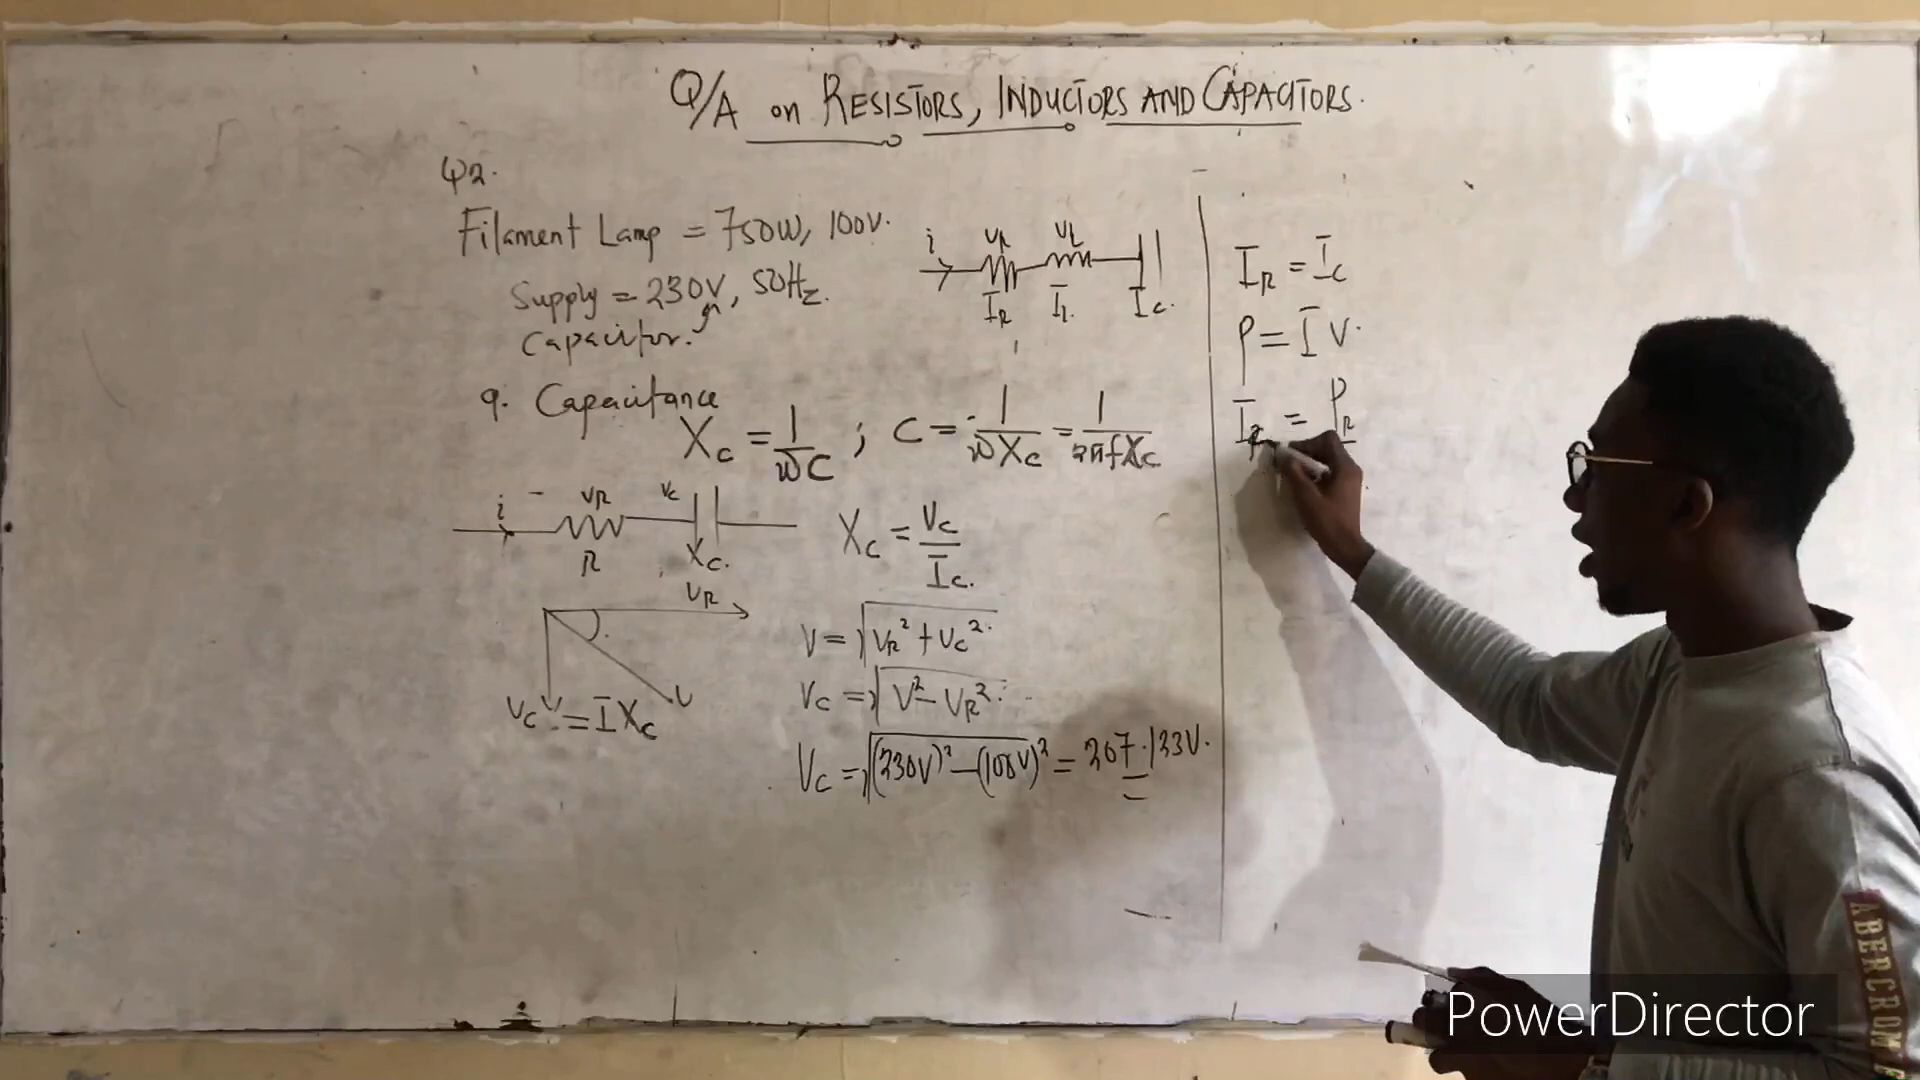 Q/A on RESISTORS, INDUCTORS AND CAPACITORS.
Q2.
Filament Lamp = 750W, 100V.
Supply = 230V, 50Hz.
Capacitor.
i VR VL
IR IL Ic.
a. Capacitance
Xc = 1/ωC ; C = 1/ωXc = 1/2πfXc
i VR Vc
R Xc.
Xc = Vc/Ic.
VR
V
Vc = IXc
V = √VR² + Vc²
Vc = √V² - VR²
Vc = √(230V)² - (100V)² = 207.123V.
IR = Ic
P = IV.
IR = PR
ABERCROM
PowerDirector